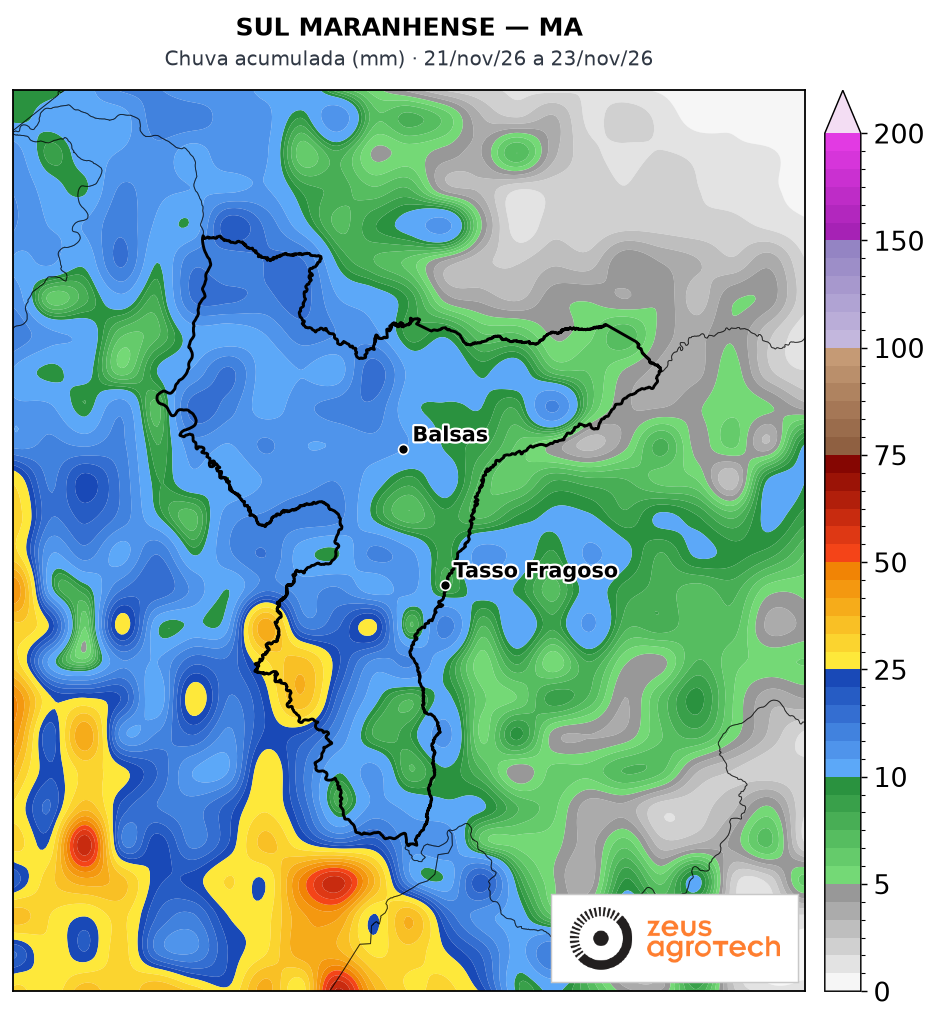 SUL MARANHENSE — MA
Chuva acumulada (mm) · 21/nov/26 a 23/nov/26
200
150
100
75
50
25
10
5
0
Balsas
Tasso Fragoso
zeus
agrotech